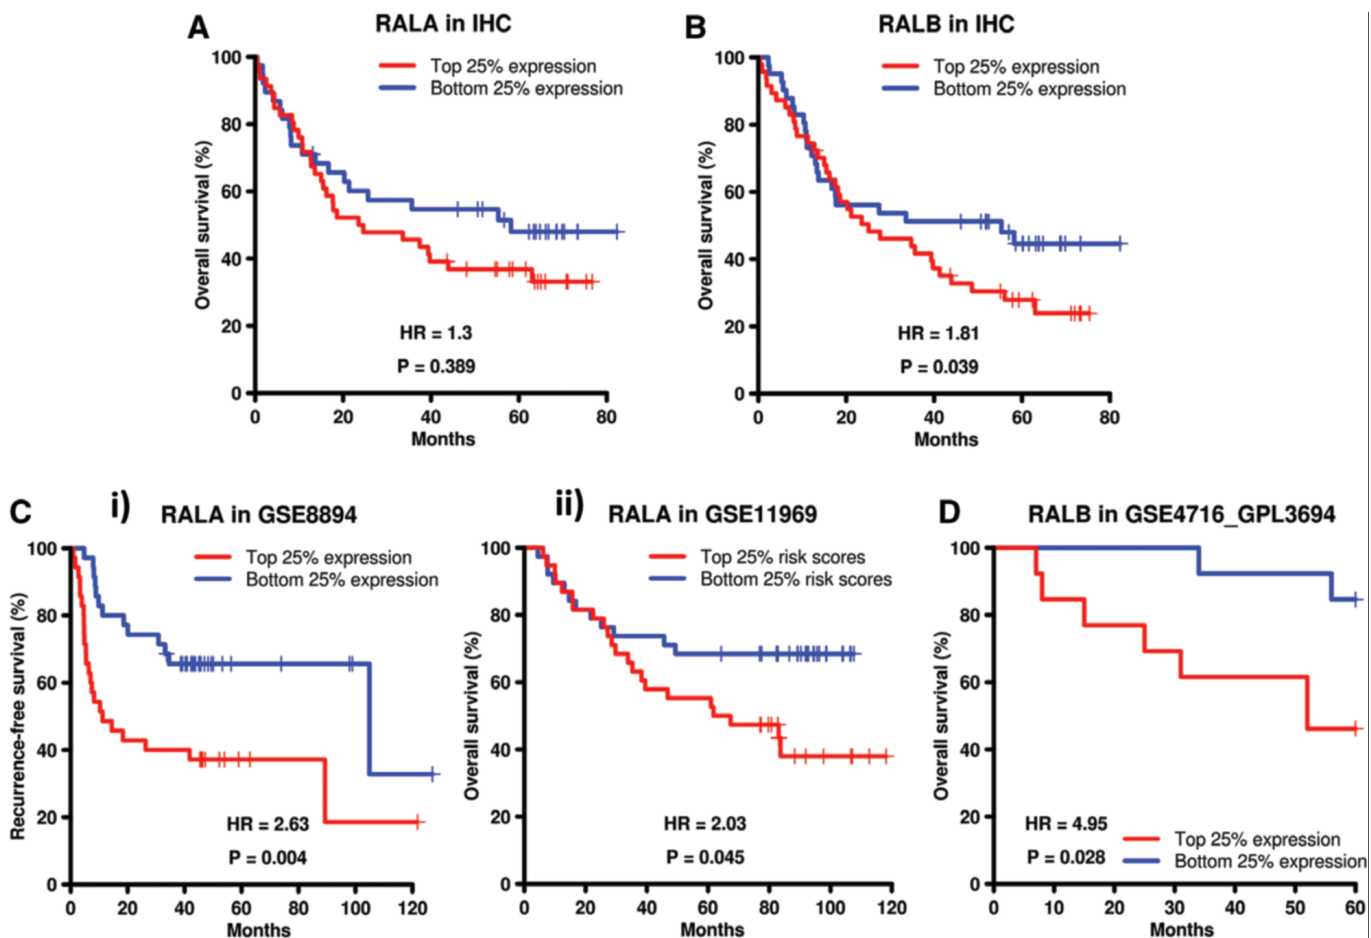 A
RALA in IHC
Top 25% expression
Bottom 25% expression
Overall survival (%)
100
80
60
40
20
0
HR = 1.3
P = 0.389
0 20 40 60 80
Months
B
RALB in IHC
Top 25% expression
Bottom 25% expression
Overall survival (%)
100
80
60
40
20
0
HR = 1.81
P = 0.039
0 20 40 60 80
Months
C
i)
RALA in GSE8894
Top 25% expression
Bottom 25% expression
Recurrence-free survival (%)
100
80
60
40
20
0
HR = 2.63
P = 0.004
0 20 40 60 80 100 120
Months
ii)
RALA in GSE11969
Top 25% risk scores
Bottom 25% risk scores
Overall survival (%)
100
80
60
40
20
0
HR = 2.03
P = 0.045
0 20 40 60 80 100 120
Months
D
RALB in GSE4716_GPL3694
Overall survival (%)
100
80
60
40
20
0
HR = 4.95
P = 0.028
Top 25% expression
Bottom 25% expression
0 10 20 30 40 50 60
Months